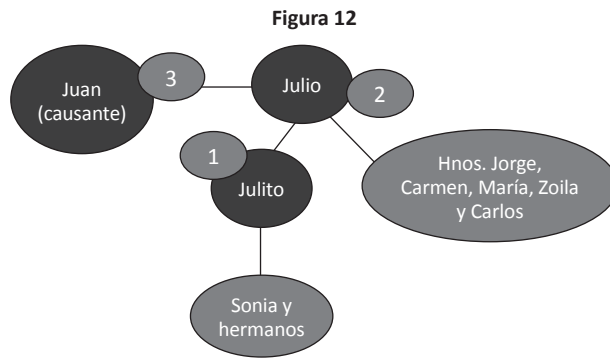 Figura 12
Juan
(causante)
3
Julio
2
1
Julito
Hnos. Jorge,
Carmen, María, Zoila
y Carlos
Sonia y
hermanos